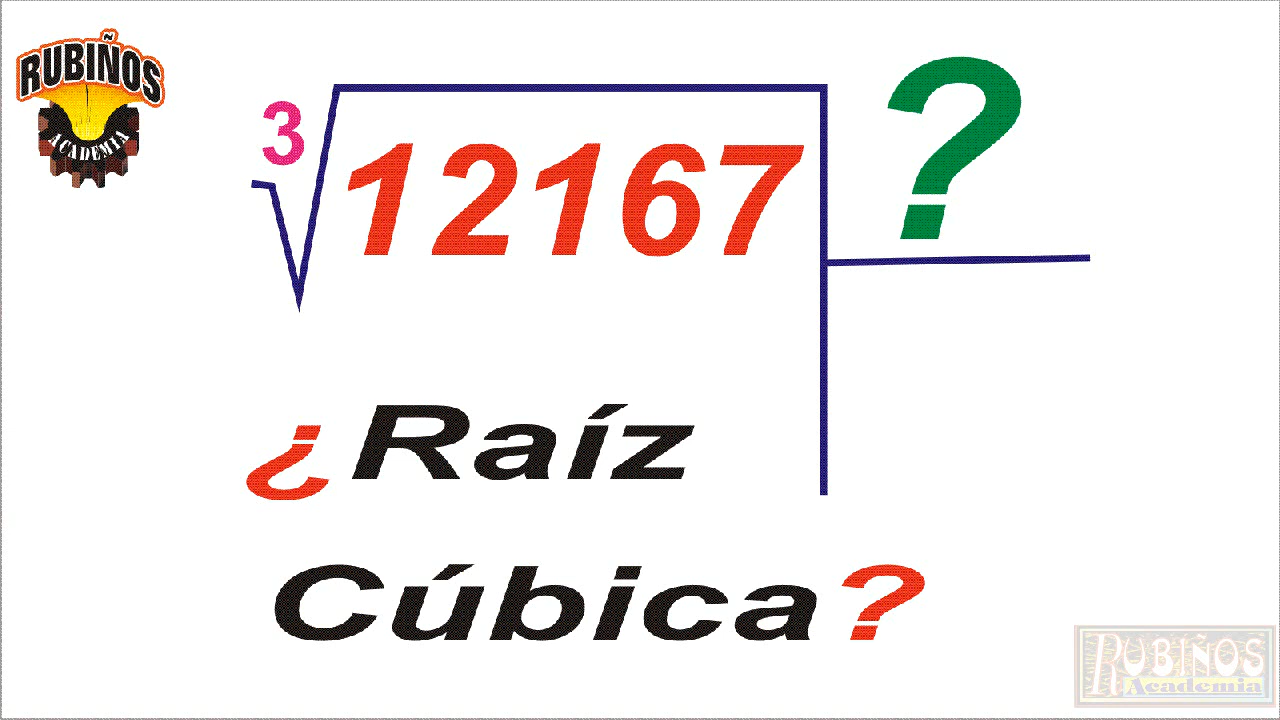 RUBIÑOS
ACADEMIA
3
12167
?
¿Raíz
Cúbica?
RUBIÑOS
Academia